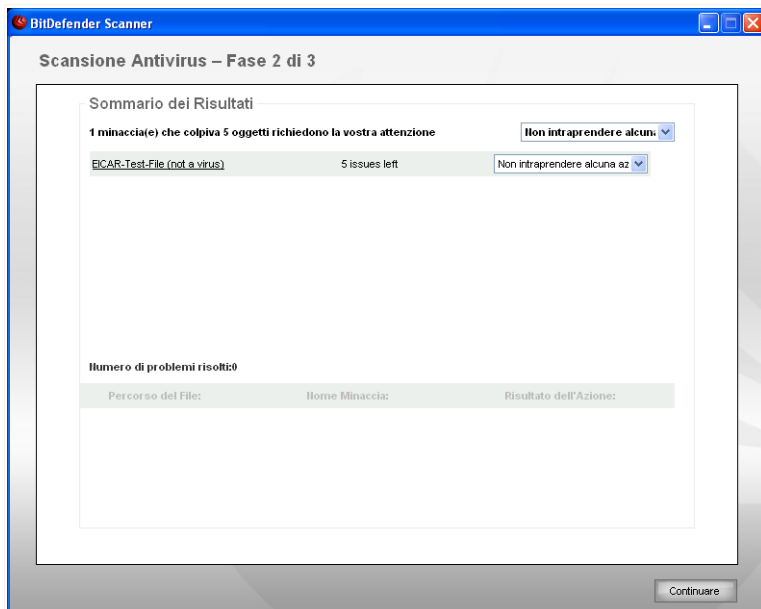 BitDefender Scanner
Scansione Antivirus – Fase 2 di 3
Sommario dei Risultati
1 minaccia(e) che colpiva 5 oggetti richiedono la vostra attenzione
Non intraprendere alcuna
EICAR-Test-File (not a virus)
5 issues left
Non intraprendere alcuna az
Numero di problemi risolti:0
Percorso del File:
Nome Minaccia:
Risultato dell'Azione:
Continuare